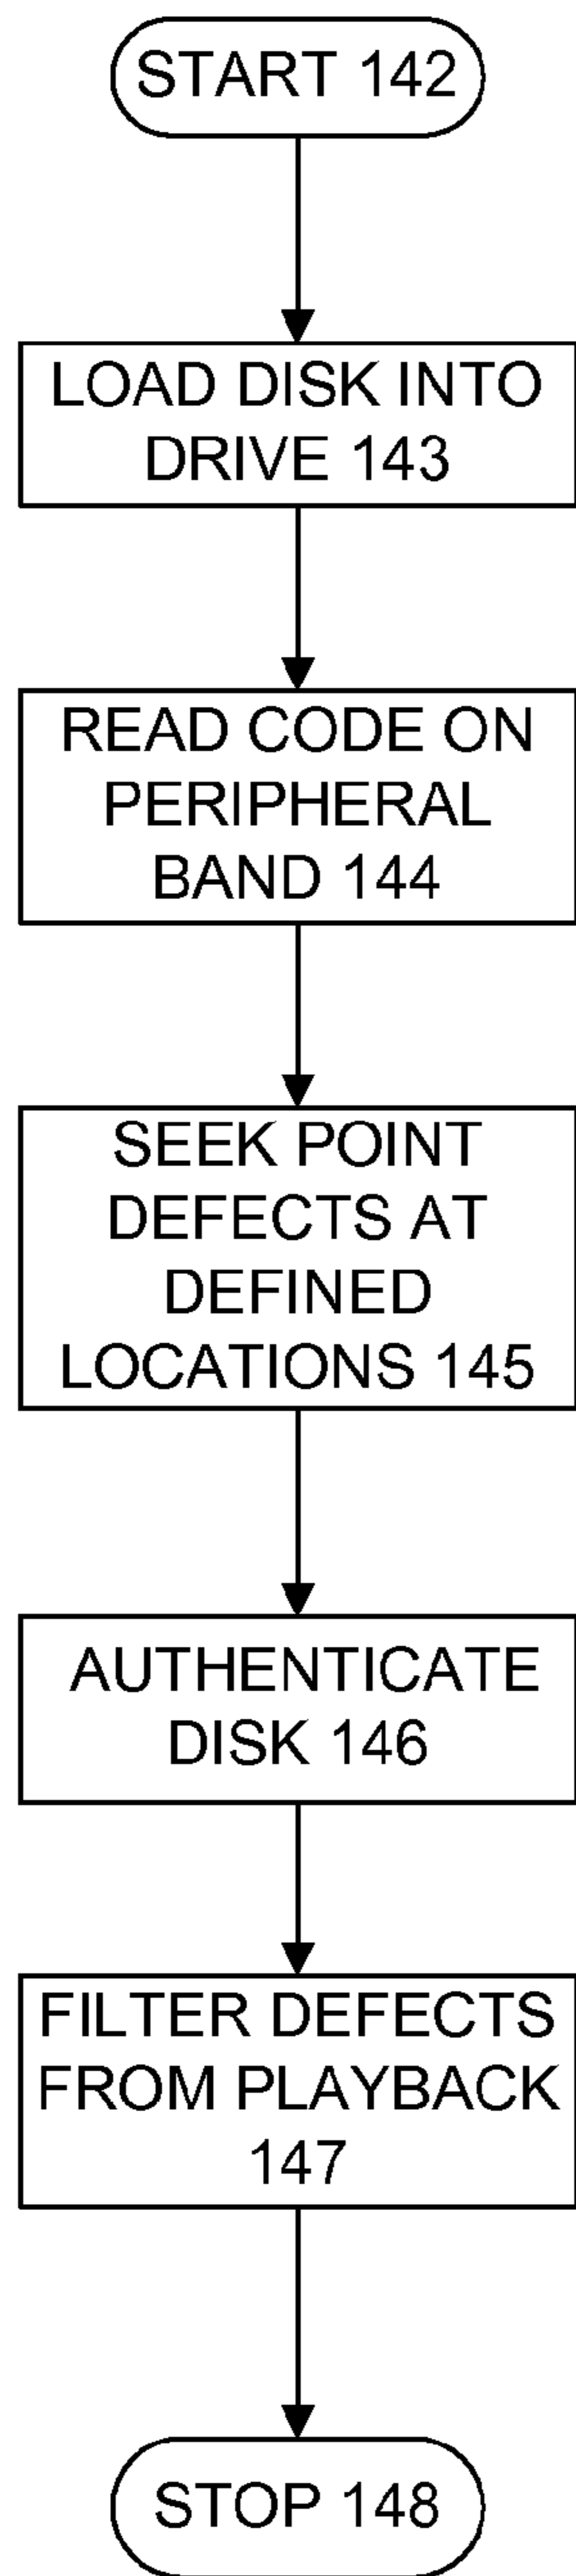 START 142
LOAD DISK INTO
DRIVE 143
READ CODE ON
PERIPHERAL
BAND 144
SEEK POINT
DEFECTS AT
DEFINED
LOCATIONS 145
AUTHENTICATE
DISK 146
FILTER DEFECTS
FROM PLAYBACK
147
STOP 148